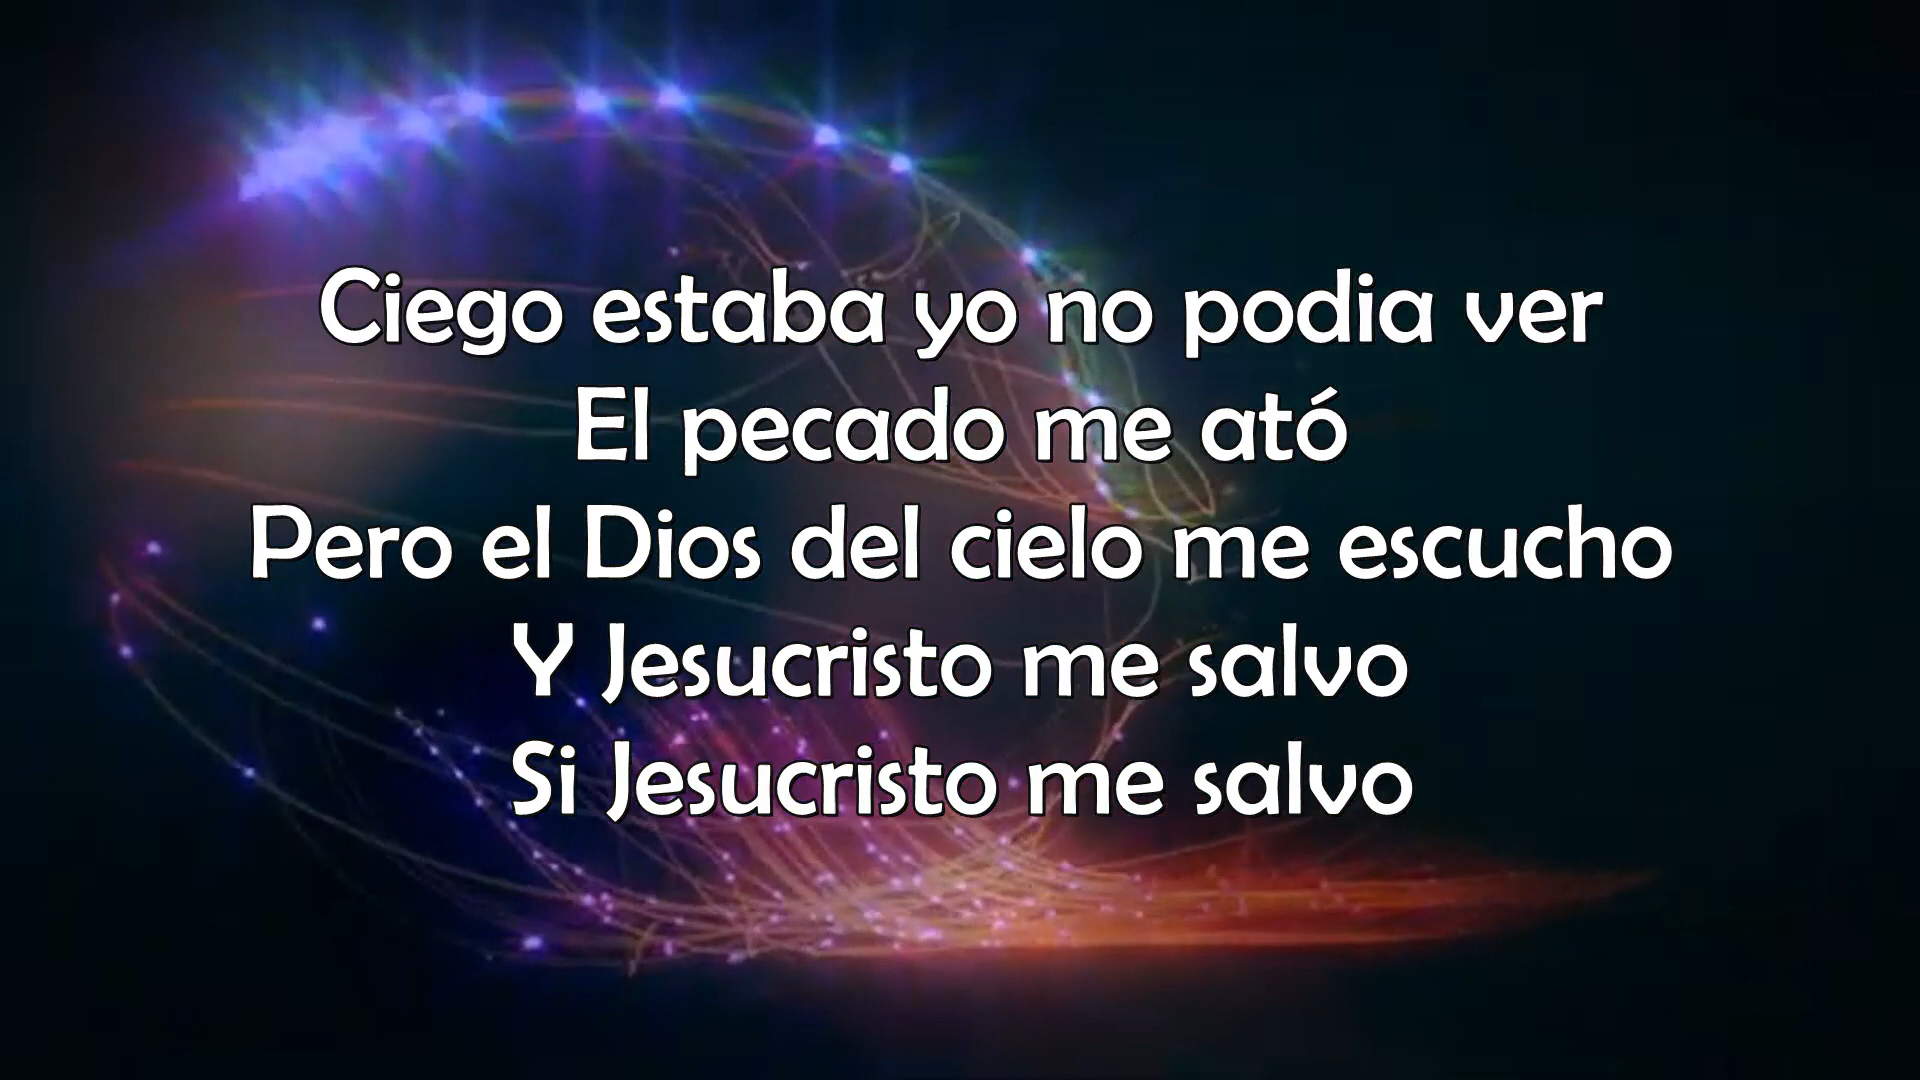 Ciego estaba yo no podia ver
El pecado me ató
Pero el Dios del cielo me escucho
Y Jesucristo me salvo
Si Jesucristo me salvo